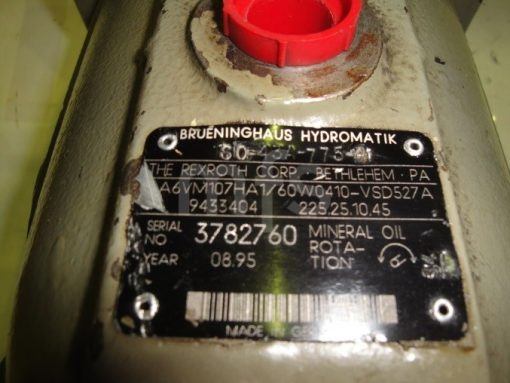 BRUENINGHAUS HYDROMATIK
THE REXROTH CORP. BETHLEHEM · PA
A6VM107HA1/60W0410-VSD527A
9433404 225.25.10.45
SERIAL NO 3782760 MINERAL OIL
ROTA-
YEAR 08.95 TION
MADE IN